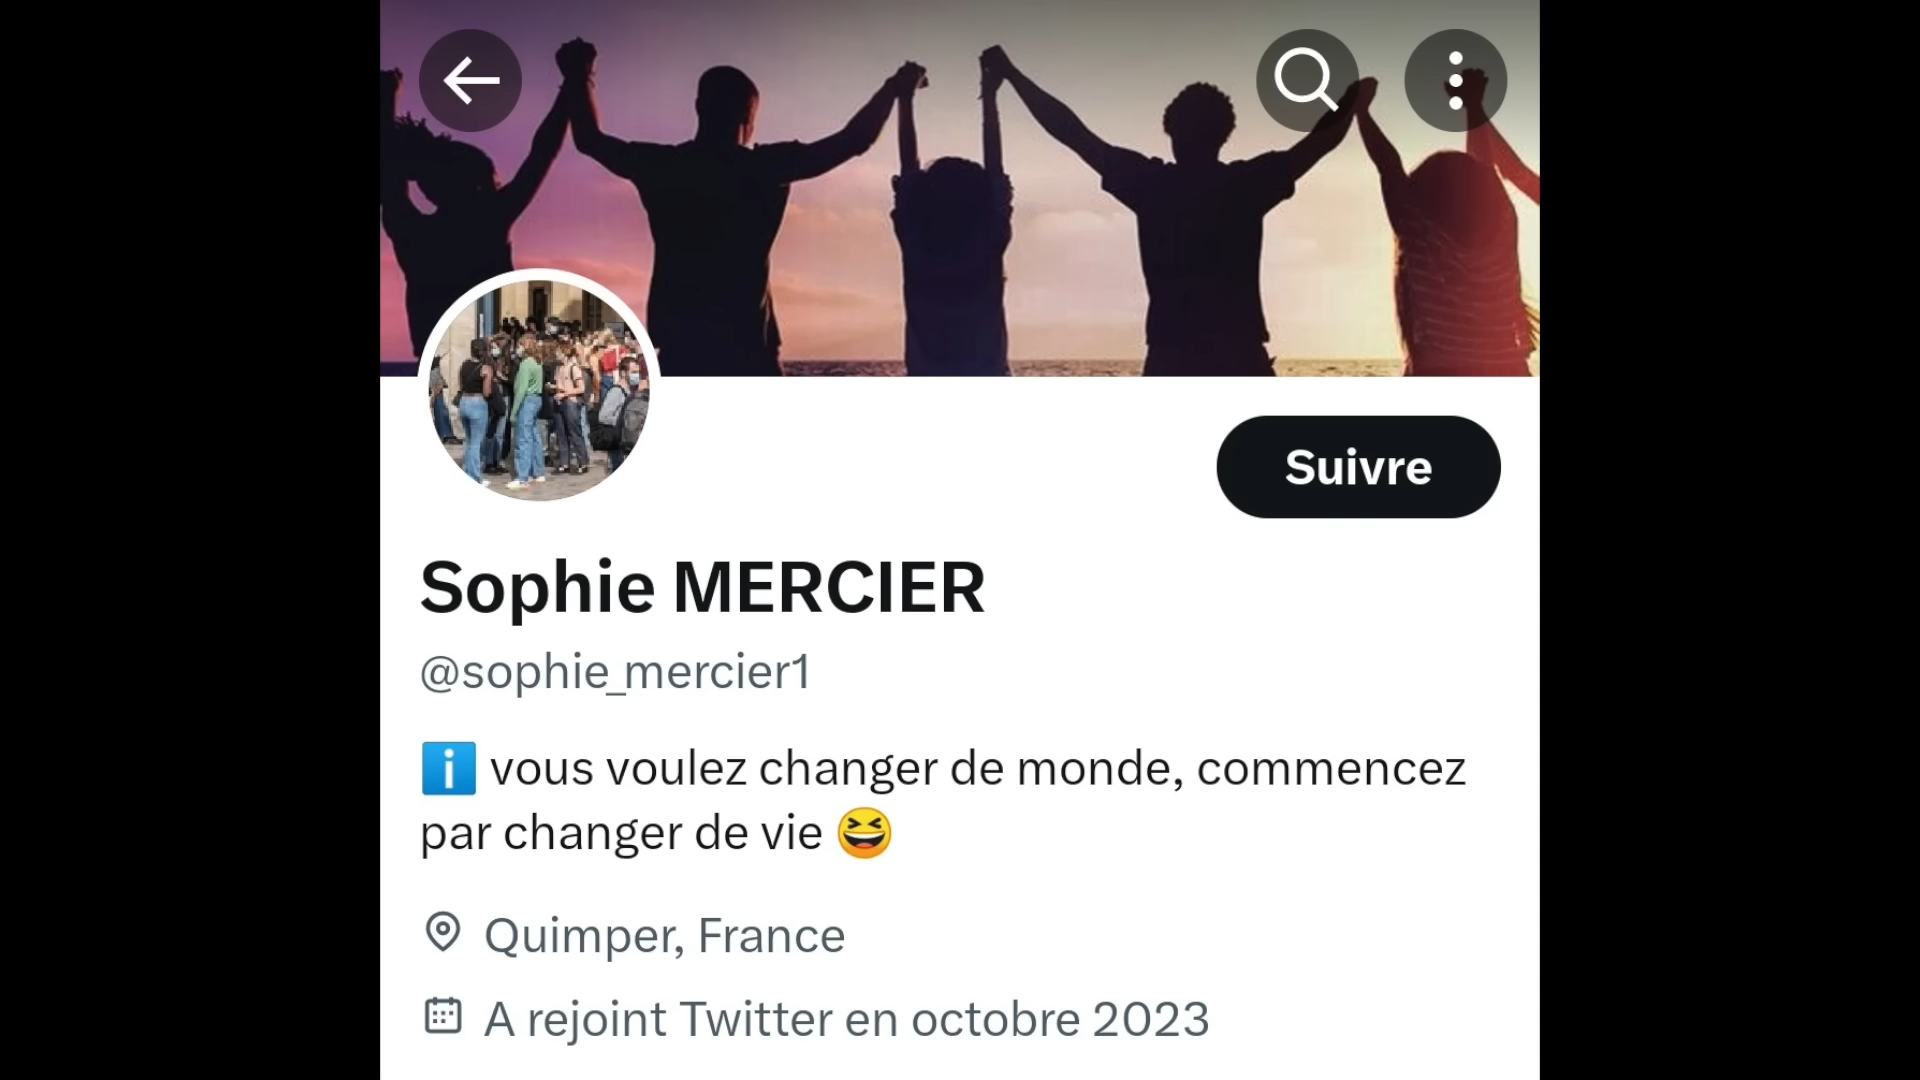 Suivre
Sophie MERCIER
@sophie_mercier1
ℹ️ vous voulez changer de monde, commencez
par changer de vie 😆
Quimper, France
A rejoint Twitter en octobre 2023